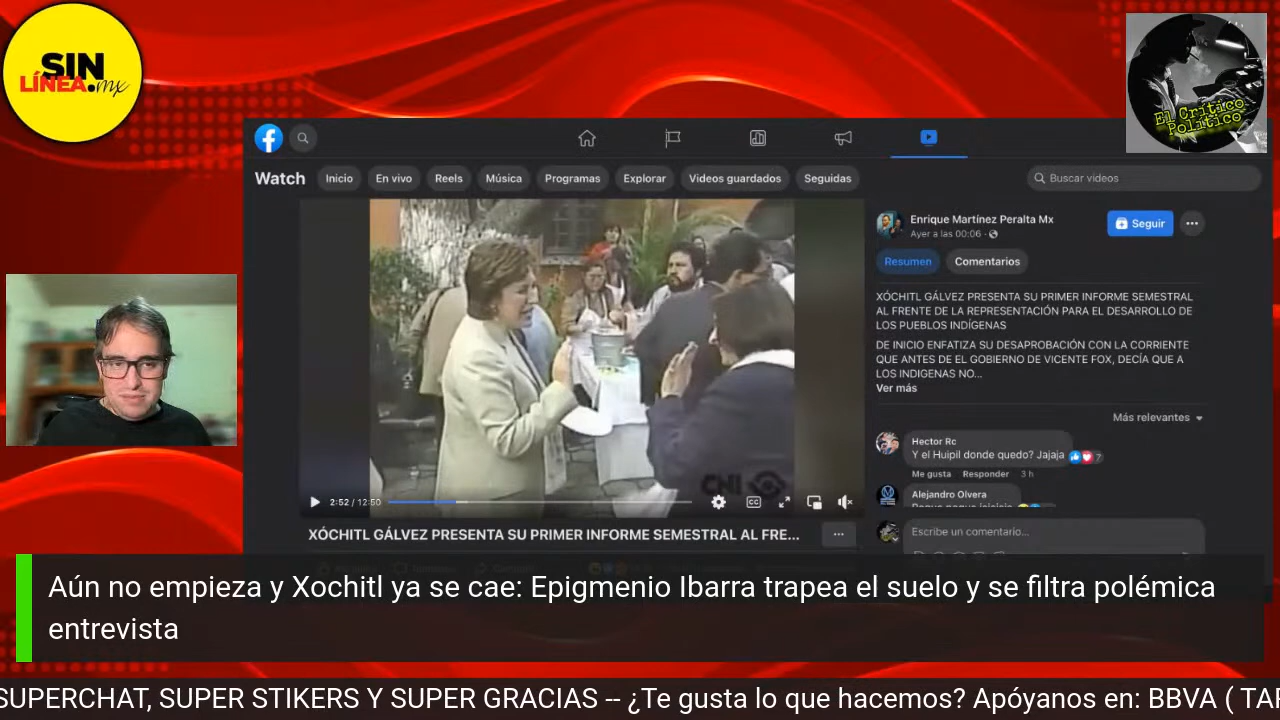 SIN
LÍNEA.mx
El Crítico
Político
Watch
Inicio
En vivo
Reels
Música
Programas
Explorar
Videos guardados
Seguidas
Buscar videos
CNI
2:52 / 12:50
CC
XÓCHITL GÁLVEZ PRESENTA SU PRIMER INFORME SEMESTRAL AL FRE...
Enrique Martínez Peralta Mx
Ayer a las 00:06
Seguir
Resumen
Comentarios
XÓCHITL GÁLVEZ PRESENTA SU PRIMER INFORME SEMESTRAL
AL FRENTE DE LA REPRESENTACIÓN PARA EL DESARROLLO DE
LOS PUEBLOS INDÍGENAS
DE INICIO ENFATIZA SU DESAPROBACIÓN CON LA CORRIENTE
QUE ANTES DE EL GOBIERNO DE VICENTE FOX, DECÍA QUE A
LOS INDIGENAS NO...
Ver más
Más relevantes
Hector Rc
Y el Huipil donde quedo? Jajaja
7
Me gusta Responder 3 h
Alejandro Olvera
Escribe un comentario...
Aún no empieza y Xochitl ya se cae: Epigmenio Ibarra trapea el suelo y se filtra polémica
entrevista
SUPERCHAT, SUPER STIKERS Y SUPER GRACIAS -- ¿Te gusta lo que hacemos? Apóyanos en: BBVA ( TAR